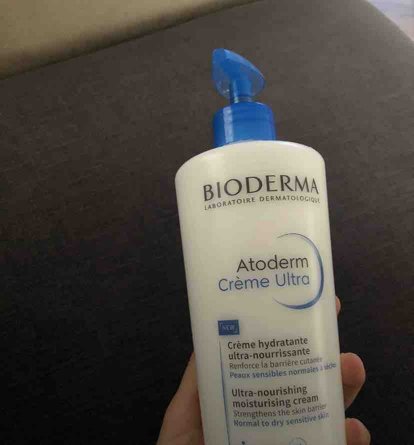 BIODERMA
LABORATOIRE DERMATOLOGIQUE
Atoderm
Crème Ultra
NEW
Crème hydratante
ultra-nourrissante
Renforce la barrière cutanée
Peaux sensibles normales à sèches
Ultra-nourishing
moisturising cream
Strengthens the skin barrier
Normal to dry sensitive skin